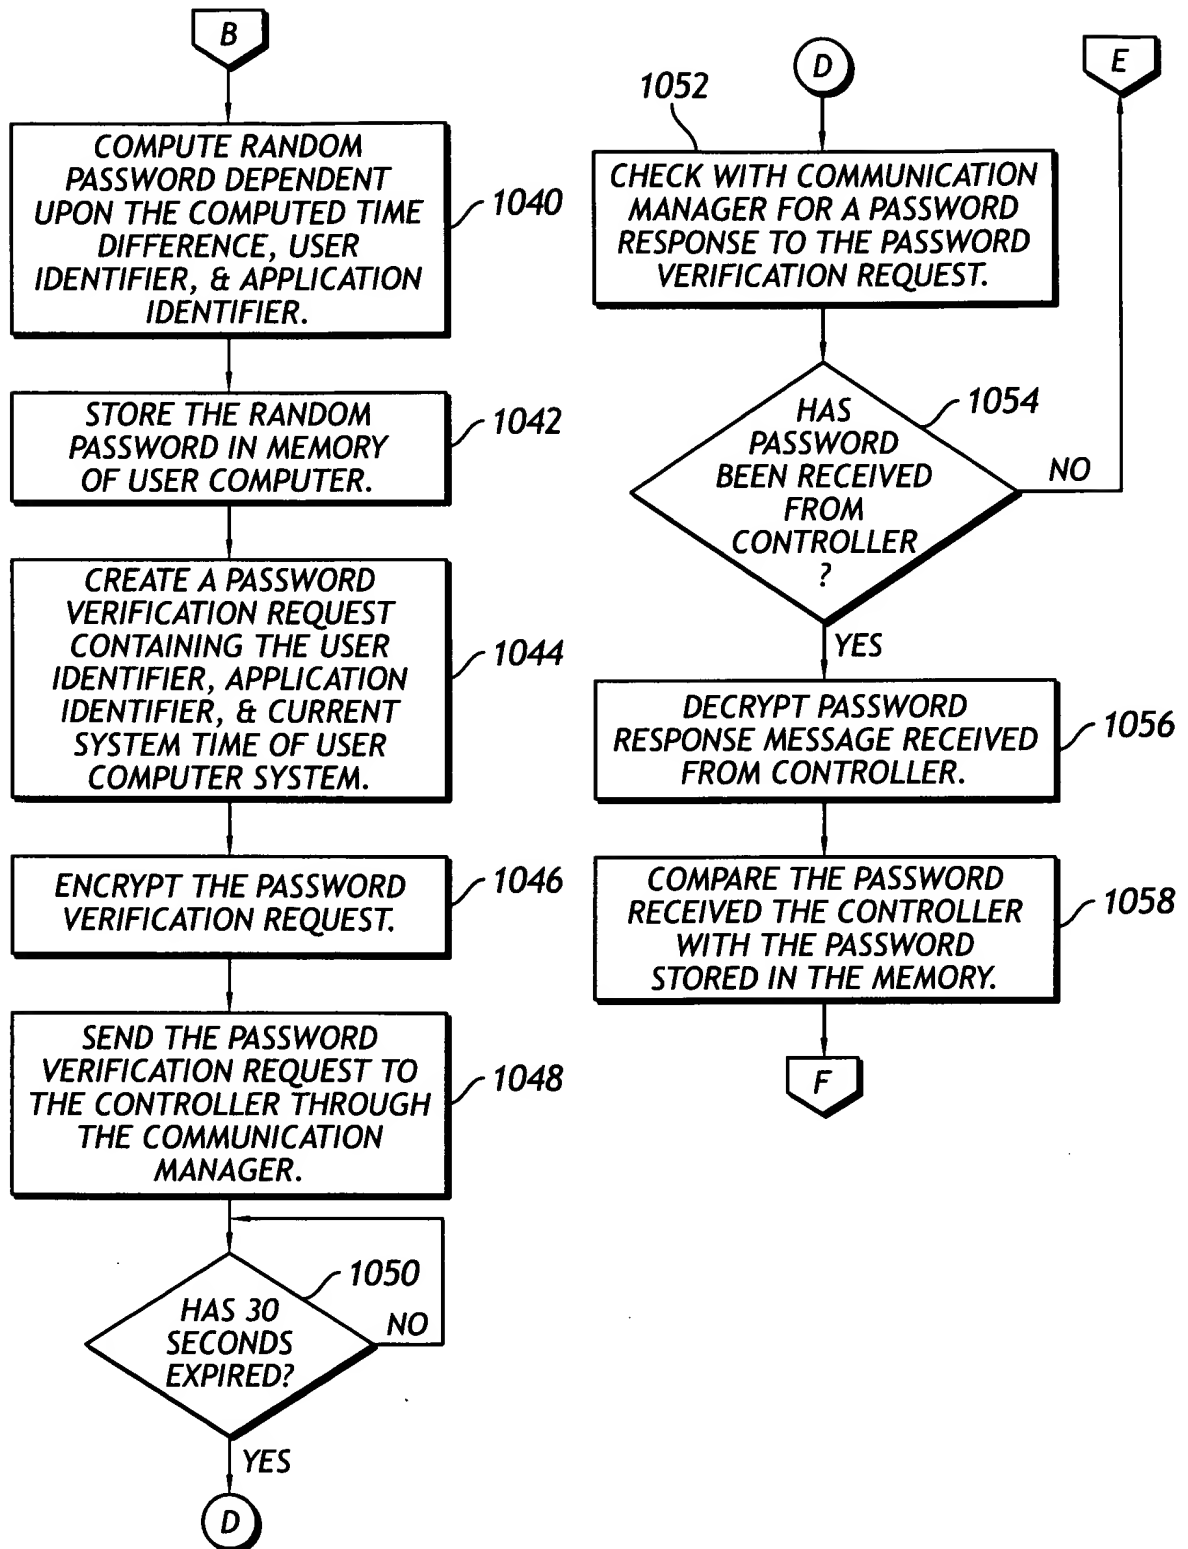 B
COMPUTE RANDOM
PASSWORD DEPENDENT
UPON THE COMPUTED TIME
DIFFERENCE, USER
IDENTIFIER, & APPLICATION
IDENTIFIER.
1040
STORE THE RANDOM
PASSWORD IN MEMORY
OF USER COMPUTER.
1042
CREATE A PASSWORD
VERIFICATION REQUEST
CONTAINING THE USER
IDENTIFIER, APPLICATION
IDENTIFIER, & CURRENT
SYSTEM TIME OF USER
COMPUTER SYSTEM.
1044
ENCRYPT THE PASSWORD
VERIFICATION REQUEST.
1046
SEND THE PASSWORD
VERIFICATION REQUEST TO
THE CONTROLLER THROUGH
THE COMMUNICATION
MANAGER.
1048
HAS 30
SECONDS
EXPIRED?
1050
NO
YES
D
D
1052
CHECK WITH COMMUNICATION
MANAGER FOR A PASSWORD
RESPONSE TO THE PASSWORD
VERIFICATION REQUEST.
HAS
PASSWORD
BEEN RECEIVED
FROM
CONTROLLER
?
1054
NO
E
YES
DECRYPT PASSWORD
RESPONSE MESSAGE RECEIVED
FROM CONTROLLER.
1056
COMPARE THE PASSWORD
RECEIVED THE CONTROLLER
WITH THE PASSWORD
STORED IN THE MEMORY.
1058
F